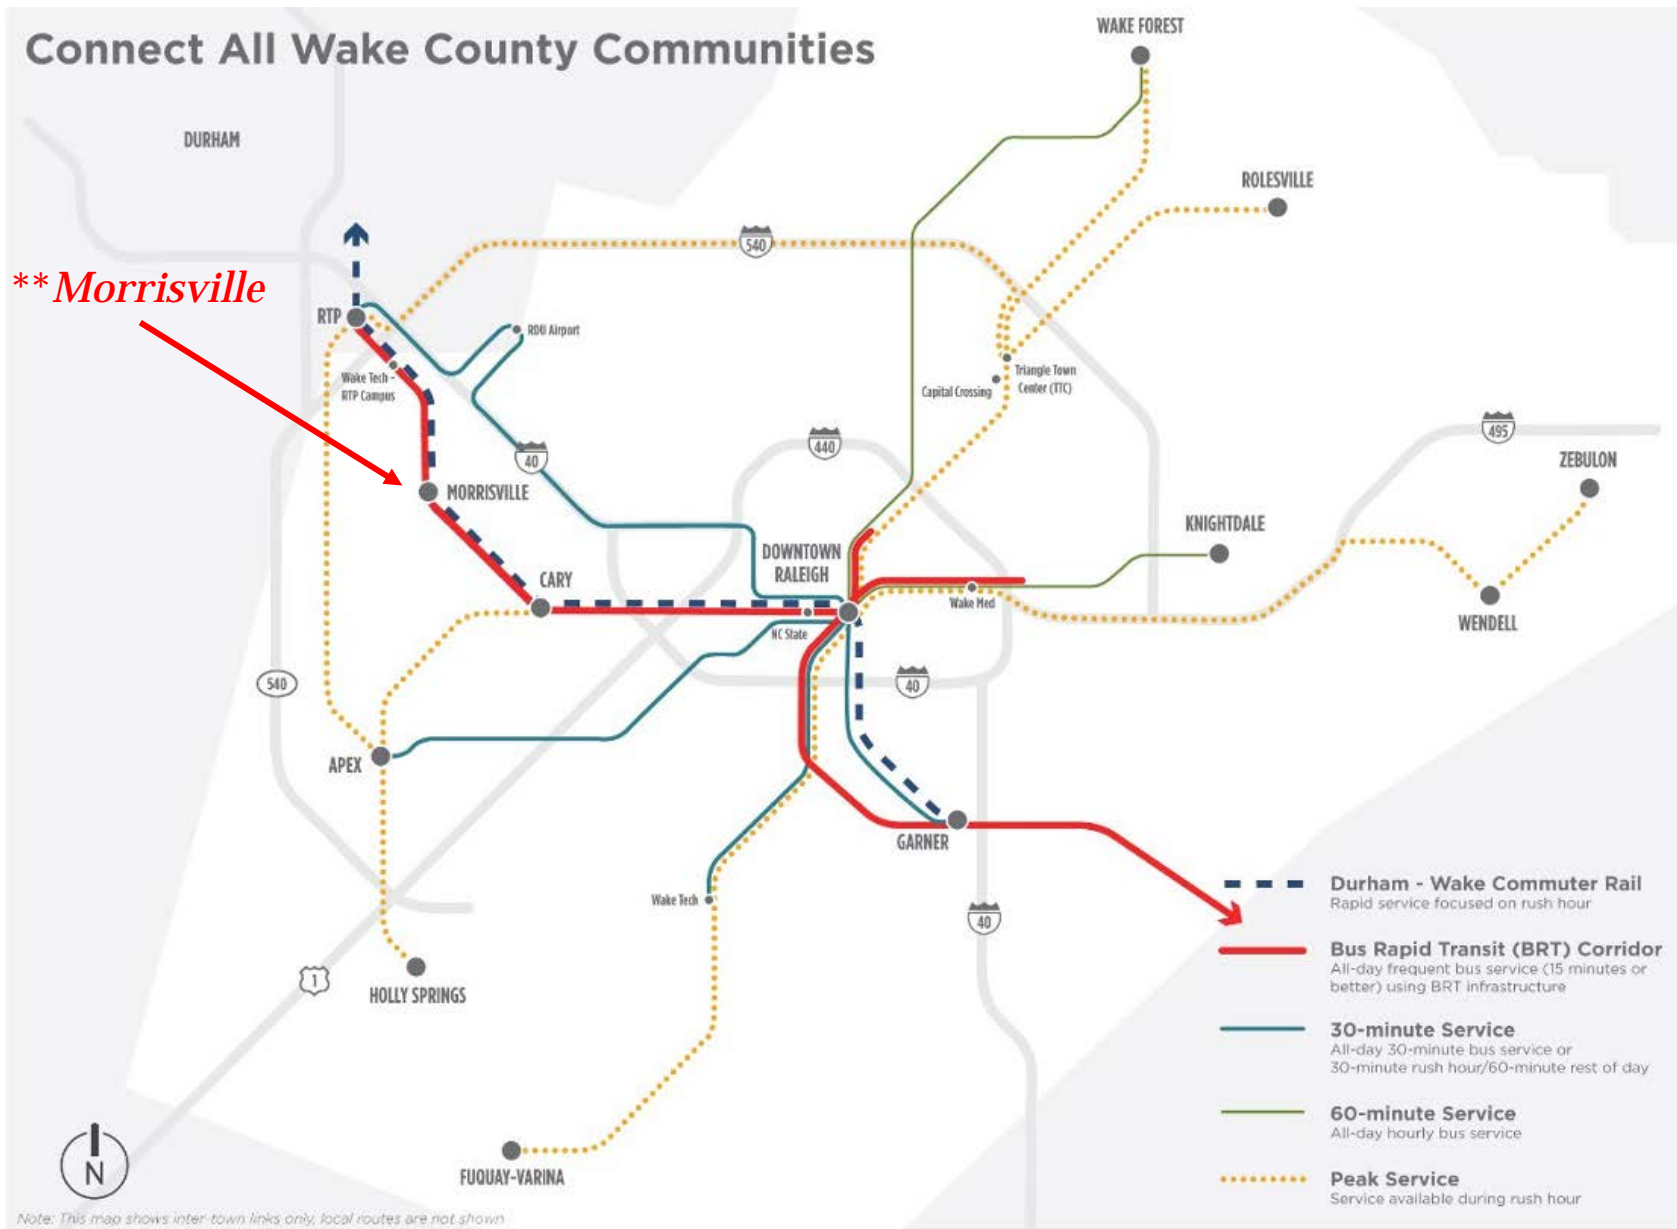 Connect All Wake County Communities
WAKE FOREST
DURHAM
ROLESVILLE
540
**Morrisville
RTP
RDU Airport
Wake Tech -
RTP Campus
Triangle Town
Center (TTC)
Capital Crossing
495
440
40
ZEBULON
MORRISVILLE
KNIGHTDALE
DOWNTOWN
RALEIGH
CARY
Wake Med
WENDELL
NC State
540
40
APEX
GARNER
Wake Tech
40
1
HOLLY SPRINGS
FUQUAY-VARINA
N
Durham - Wake Commuter Rail
Rapid service focused on rush hour
Bus Rapid Transit (BRT) Corridor
All-day frequent bus service (15 minutes or
better) using BRT infrastructure
30-minute Service
All-day 30-minute bus service or
30-minute rush hour/60-minute rest of day
60-minute Service
All-day hourly bus service
Peak Service
Service available during rush hour
Note: This map shows inter-town links only, local routes are not shown